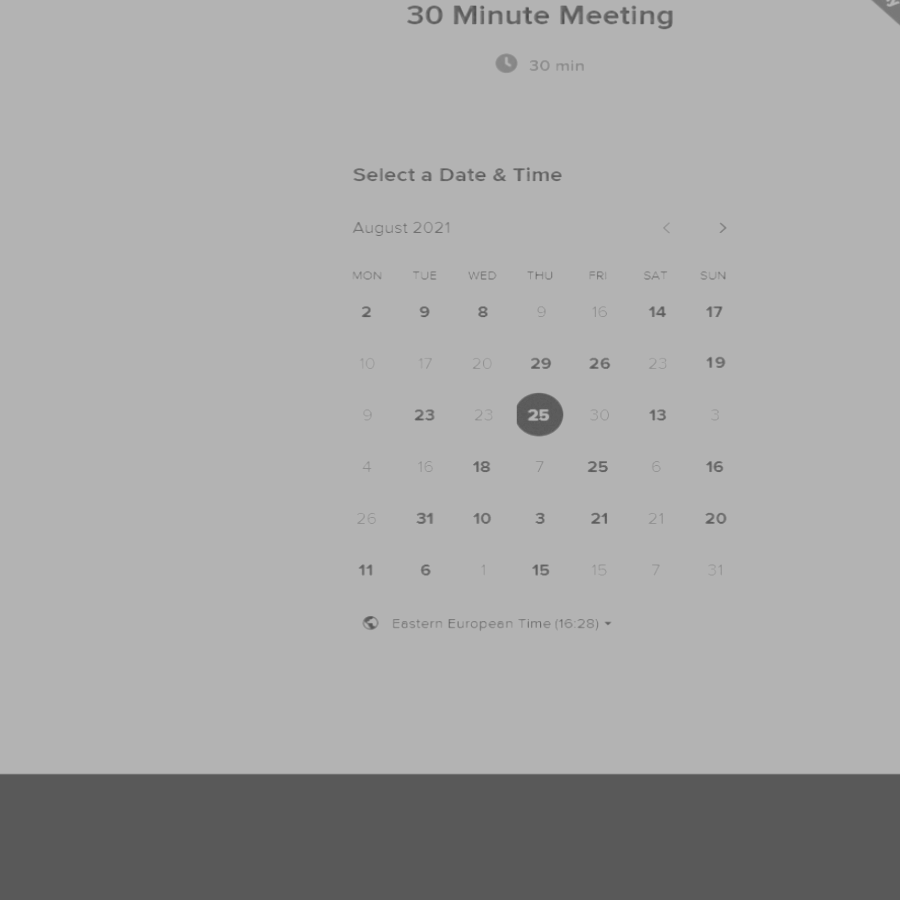 30 Minute Meeting
30 min
Select a Date & Time
August 2021
MON TUE WED THU FRI SAT SUN
2 9 8 9 16 14 17
10 17 20 29 26 23 19
9 23 23 25 30 13 3
4 16 18 7 25 6 16
26 31 10 3 21 21 20
11 6 1 15 15 7 31
Eastern European Time (16:28)